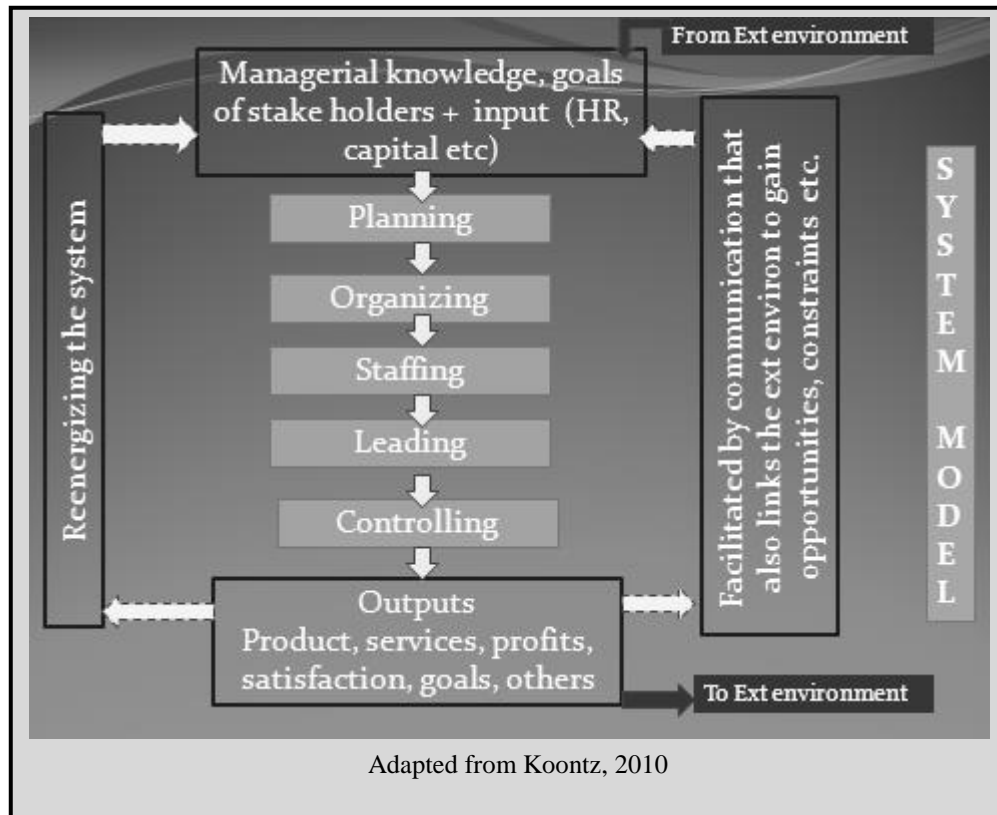 From Ext environment
Managerial knowledge, goals
of stake holders + input (HR,
capital etc)
Planning
Organizing
Staffing
Leading
Controlling
Outputs
Product, services, profits,
satisfaction, goals, others
To Ext environment
Reenergizing the system
Facilitated by communication that
also links the ext environ to gain
opportunities, constraints etc.
SYSTEM MODEL
Adapted from Koontz, 2010